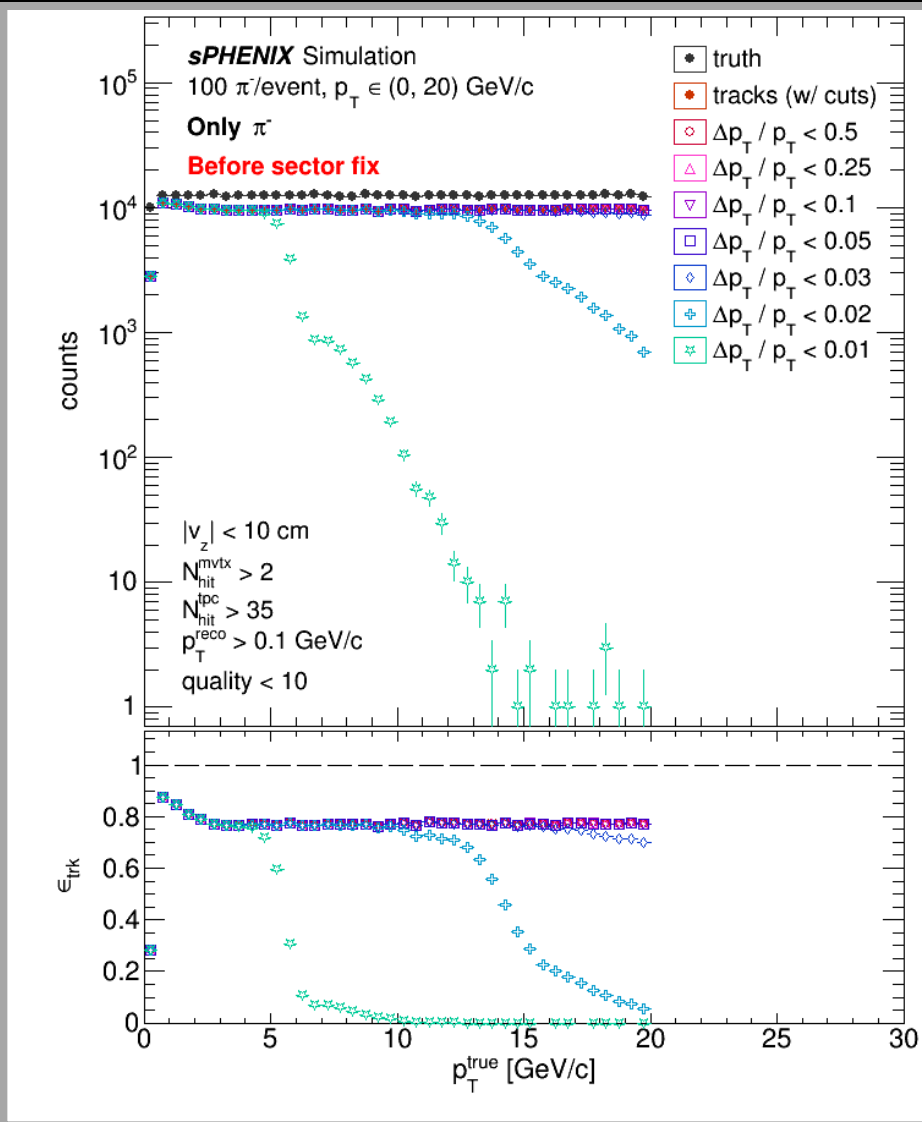 sPHENIX Simulation
100 π⁻/event, p_T ∈ (0, 20) GeV/c
Only π⁻
Before sector fix
truth
tracks (w/ cuts)
Δp_T / p_T < 0.5
Δp_T / p_T < 0.25
Δp_T / p_T < 0.1
Δp_T / p_T < 0.05
Δp_T / p_T < 0.03
Δp_T / p_T < 0.02
Δp_T / p_T < 0.01
10⁵
10⁴
10³
10²
10
1
counts
|v_z| < 10 cm
N_hit^mvtx > 2
N_hit^tpc > 35
p_T^reco > 0.1 GeV/c
quality < 10
1
0.8
0.6
0.4
0.2
0
ϵ_trk
0 5 10 15 20 25 30
p_T^true [GeV/c]